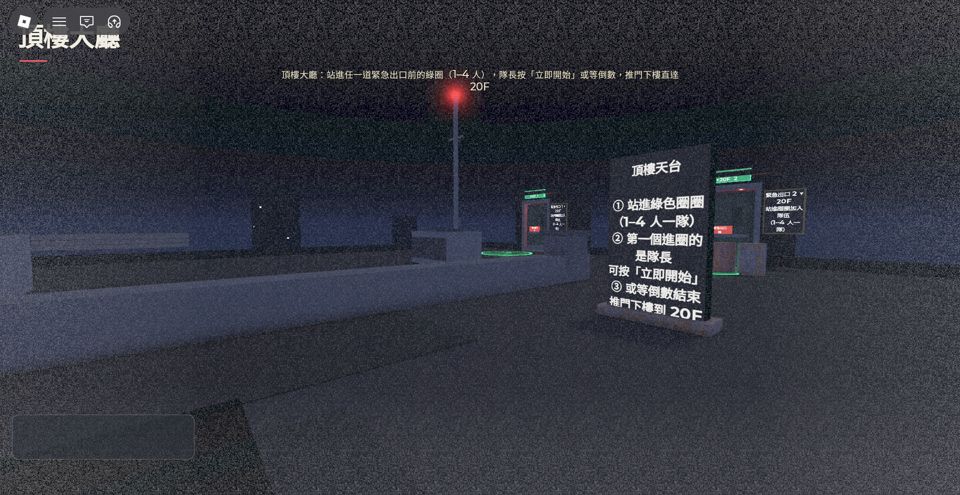 頂樓大廳
頂樓大廳：站進任一道緊急出口前的綠圈（1–4 人），隊長按「立即開始」或等倒數，推門下樓直達
20F
頂樓天台
① 站進綠色圈圈
（1–4 人一隊）
② 第一個進圈的
是隊長
可按「立即開始」
③ 或等倒數結束
推門下樓到 20F
緊急出口 2
20F
站進圈圈加入
隊伍
（1–4 人一
隊）